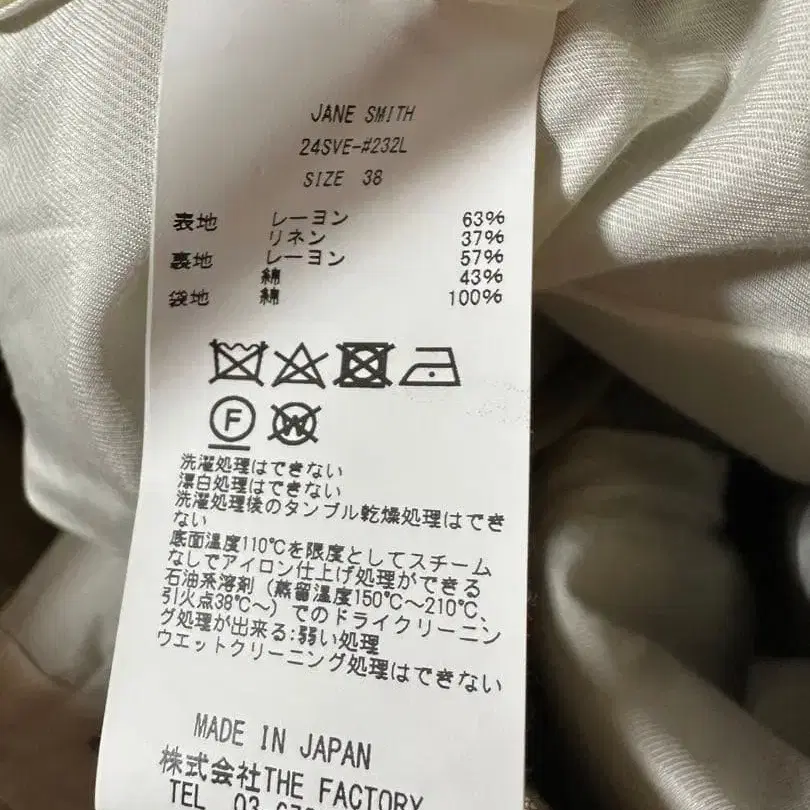 JANE SMITH
24SVE-#232L
SIZE 38
表地 レーヨン 63%
リネン 37%
裏地 レーヨン 57%
綿 43%
袋地 綿 100%
F
W
洗濯処理はできない
漂白処理はできない
洗濯処理後のタンブル乾燥処理はでき
ない
底面温度110℃を限度としてスチーム
なしでアイロン仕上げ処理ができる
石油系溶剤(蒸留温度150℃〜210℃、
引火点38℃〜)でのドライクリーニン
グ処理が出来る:弱い処理
ウエットクリーニング処理はできない
MADE IN JAPAN
株式会社THE FACTORY
TEL 03